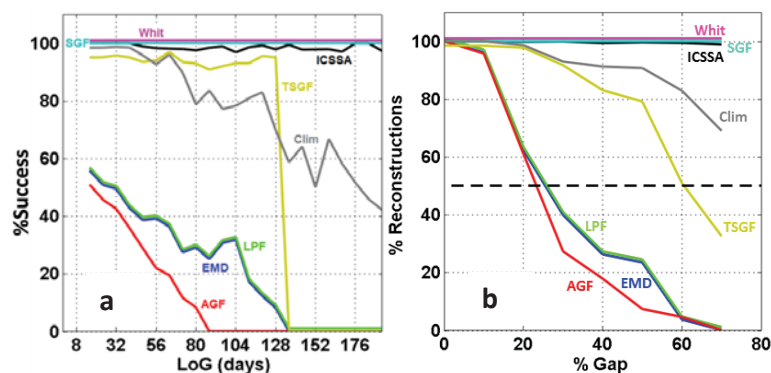 %Success
100
80
60
40
20
0
SGF
Whit
ICSSA
TSGF
Clim
LPF
EMD
AGF
a
8 32 56 80 104 128 152 176
LoG (days)
% Reconstructions
100
80
60
40
20
0
Whit
SGF
ICSSA
Clim
TSGF
LPF
EMD
AGF
b
0 20 40 60 80
% Gap